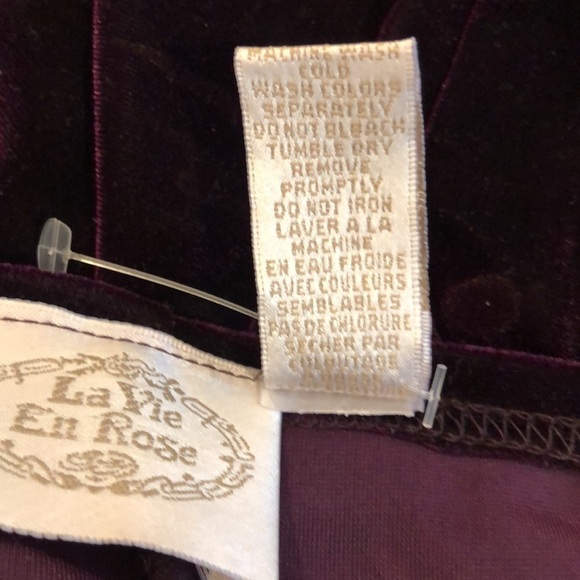 MACHINE WASH
COLD
WASH COLORS
SEPARATELY
DO NOT BLEACH
TUMBLE DRY
REMOVE
PROMPTLY
DO NOT IRON
LAVER A LA
MACHINE
EN EAU FROIDE
AVEC COULEURS
SEMBLABLES
PAS DE CHLORURE
SECHER PAR
CULBUTAGE
La Vie
En Rose